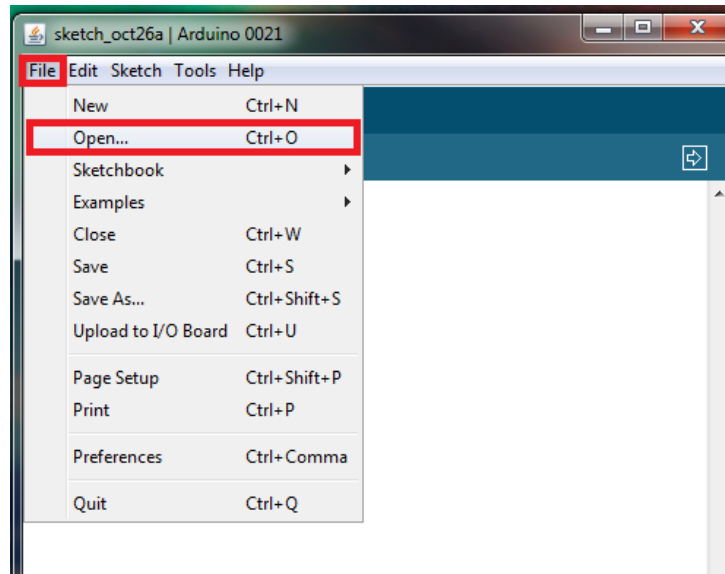 sketch_oct26a | Arduino 0021
File Edit Sketch Tools Help
New Ctrl+N
Open... Ctrl+O
Sketchbook
Examples
Close Ctrl+W
Save Ctrl+S
Save As... Ctrl+Shift+S
Upload to I/O Board Ctrl+U
Page Setup Ctrl+Shift+P
Print Ctrl+P
Preferences Ctrl+Comma
Quit Ctrl+Q